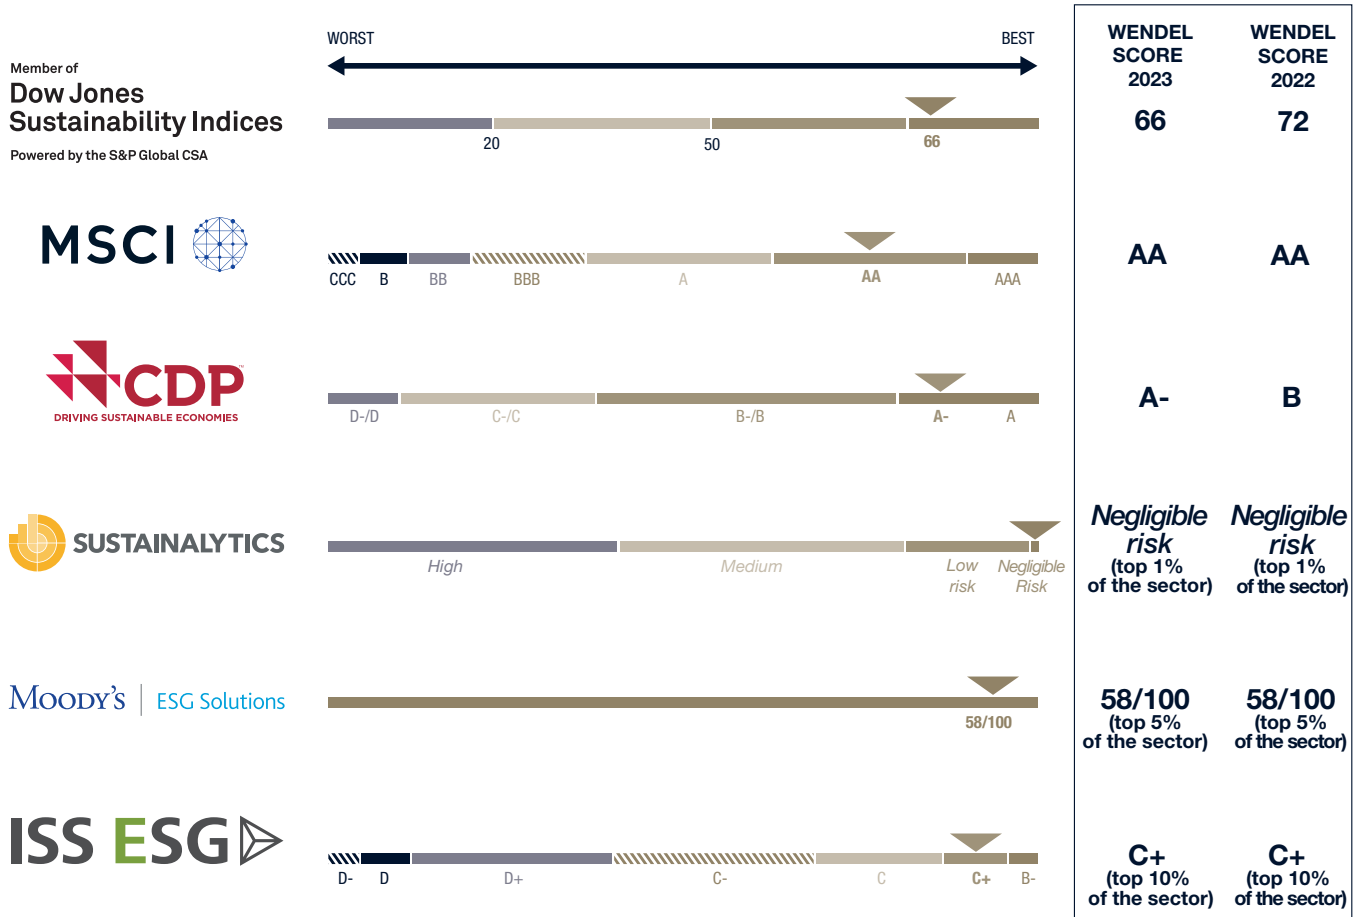 WORST
BEST
WENDEL
SCORE
2023
WENDEL
SCORE
2022
Member of
Dow Jones
Sustainability Indices
Powered by the S&P Global CSA
20
50
66
66
72
MSCI
CCC
B
BB
BBB
A
AA
AAA
AA
AA
CDP™
DRIVING SUSTAINABLE ECONOMIES
D-/D
C-/C
B-/B
A-
A
A-
B
SUSTAINALYTICS
High
Medium
Low
risk
Negligible
Risk
Negligible
risk
(top 1%
of the sector)
Negligible
risk
(top 1%
of the sector)
MOODY'S | ESG Solutions
58/100
58/100
(top 5%
of the sector)
58/100
(top 5%
of the sector)
ISS ESG
D-
D
D+
C-
C
C+
B-
C+
(top 10%
of the sector)
C+
(top 10%
of the sector)